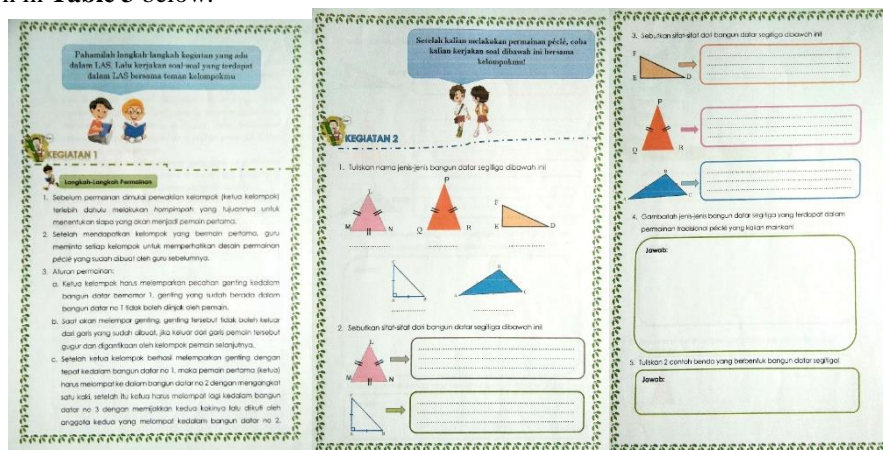 n in Table 3 below.
Pahamilah langkah-langkah kegiatan yang ada
dalam LAS. Lalu kerjakan soal-soal yang terdapat
dalam LAS bersama teman kelompokmu
KEGIATAN 1
Langkah-Langkah Permainan
1. Sebelum permainan dimulai perwakilan kelompok (ketua kelompok)
terlebih dahulu melakukan hompimpah yang tujuannya untuk
menentukan siapa yang akan menjadi pemain pertama.
2. Setelah mendapatkan kelompok yang bermain pertama, guru
meminta setiap kelompok untuk memperhatikan desain permainan
péclé yang sudah dibuat oleh guru sebelumnya.
3. Aturan permainan:
a. Ketua kelompok harus melemparkan pecahan genting kedalam
bangun datar bernomor 1, genting yang sudah berada dalam
bangun datar no 1 tidak boleh diinjak oleh pemain.
b. Saat akan melempar genting, genting tersebut tidak boleh keluar
dari garis yang sudah dibuat, jika keluar dari garis pemain tersebut
gugur dan digantikan oleh kelompok pemain selanjutnya.
c. Setelah ketua kelompok berhasil melemparkan genting dengan
tepat kedalam bangun datar no 1, maka pemain pertama (ketua)
harus melompat ke dalam bangun datar no 2 dengan mengangkat
satu kaki, setelah itu ketua harus melompat lagi kedalam bangun
datar no 3 dengan memijakkan kedua kakinya lalu diikuti oleh
anggota kedua yang melompat kedalam bangun datar no 2.
Setelah kalian melakukan permainan péclé, coba
kalian kerjakan soal dibawah ini bersama
kelompokmu!
KEGIATAN 2
1. Tuliskan nama jenis-jenis bangun datar segitiga dibawah ini!
L
M N
P
Q R
F
E D
2. Sebutkan sifat-sifat dari bangun datar segitiga dibawah ini!
L
M N
3. Sebutkan sifat-sifat dari bangun datar segitiga dibawah ini!
F
E D
P
Q R
4. Gambarlah jenis-jenis bangun datar segitiga yang terdapat dalam
permainan tradisional péclé yang kalian mainkan!
Jawab:
5. Tuliskan 2 contoh benda yang berbentuk bangun datar segitiga!
Jawab: